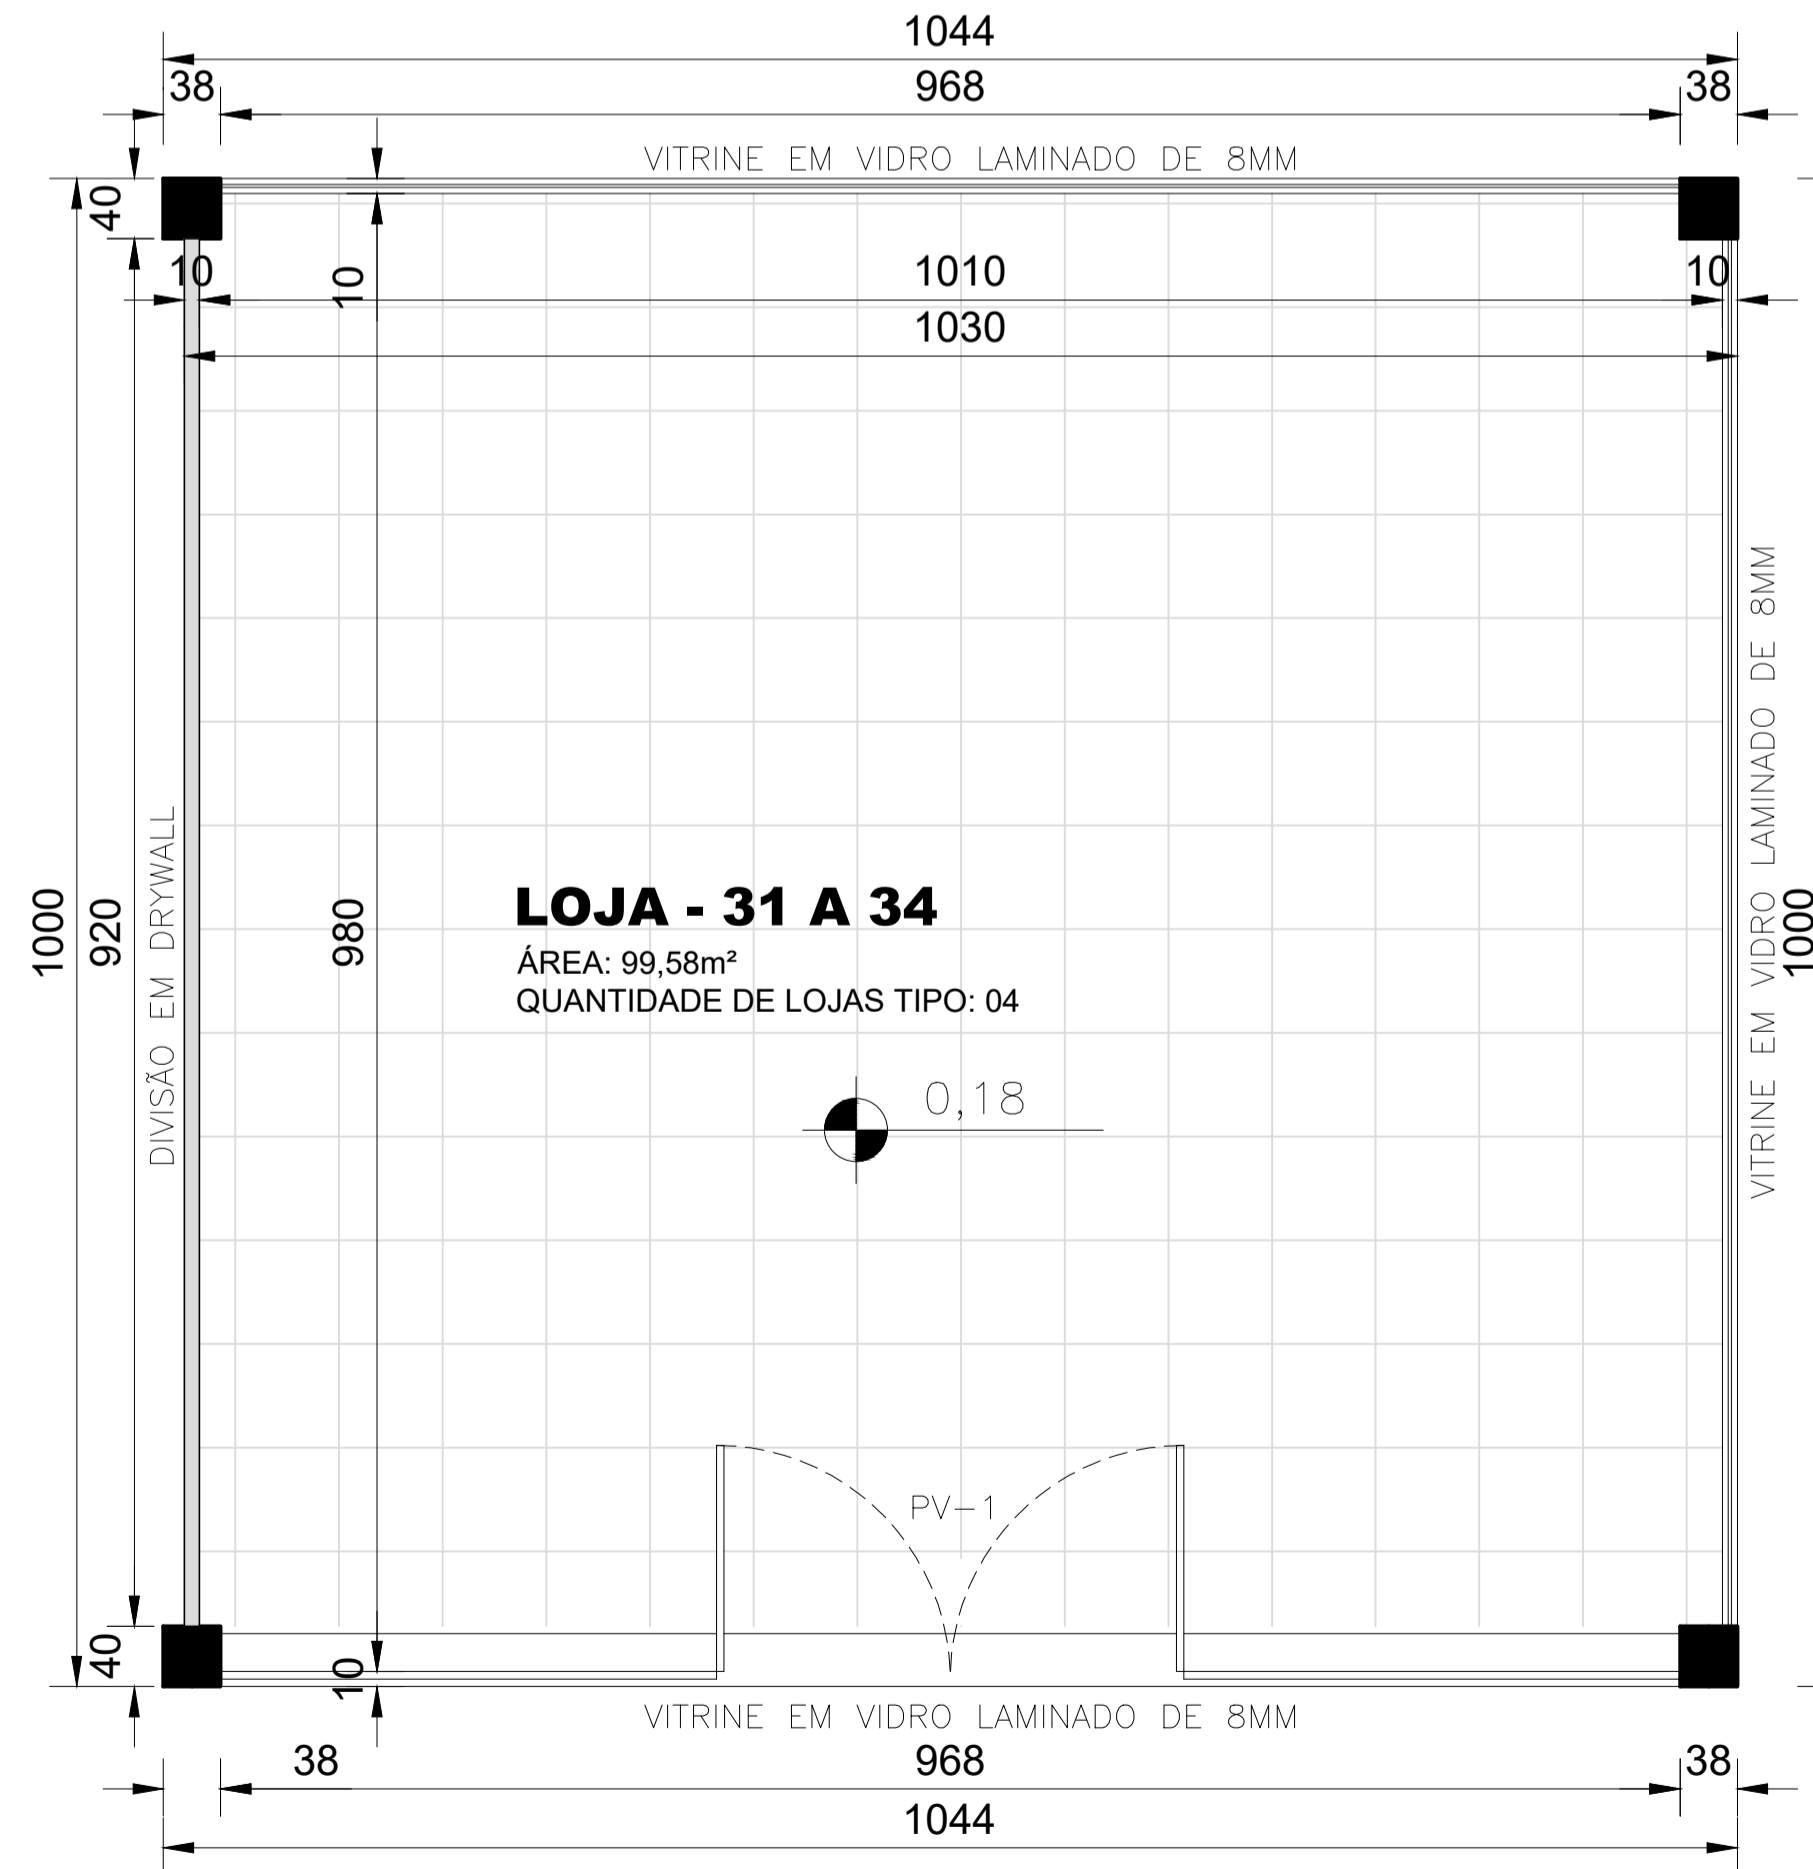 1044
38 968 38
VITRINE EM VIDRO LAMINADO DE 8MM
40
10 10 1010 10
1030
DIVISÃO EM DRYWALL
VITRINE EM VIDRO LAMINADO DE 8MM
1000
920
980
1000
LOJA - 31 A 34
ÁREA: 99,58m²
QUANTIDADE DE LOJAS TIPO: 04
0,18
PV-1
40
10
VITRINE EM VIDRO LAMINADO DE 8MM
38 968 38
1044